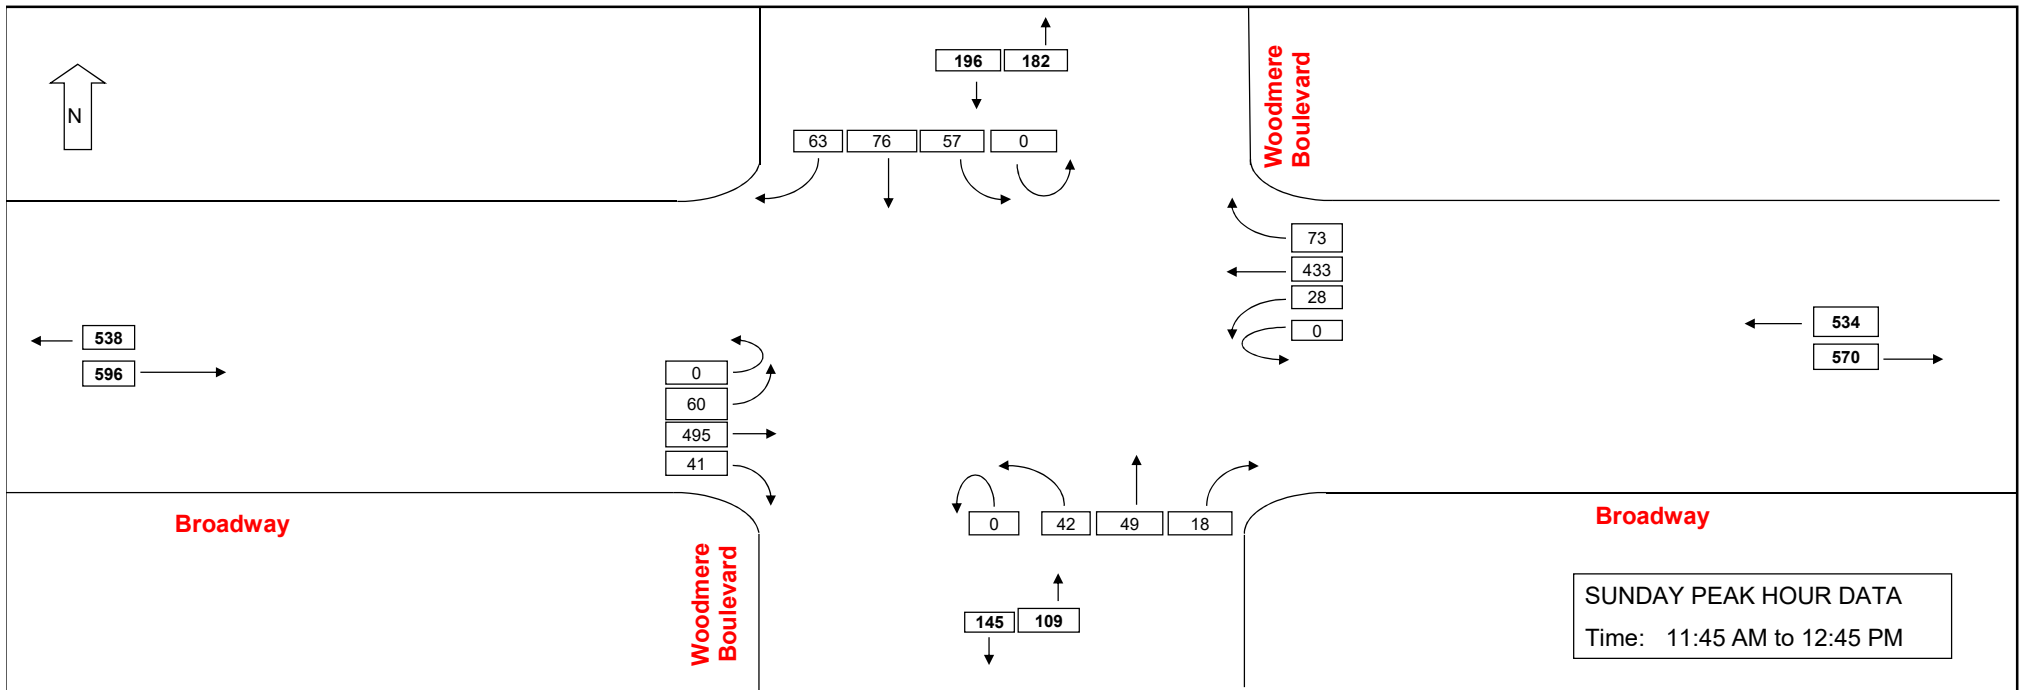 196 182
N
63 76 57 0
Woodmere
Boulevard
73
433
28
0
538
596
534
570
0
60
495
41
0 42 49 18
Broadway
Broadway
Woodmere
Boulevard
145 109
SUNDAY PEAK HOUR DATA
Time: 11:45 AM to 12:45 PM